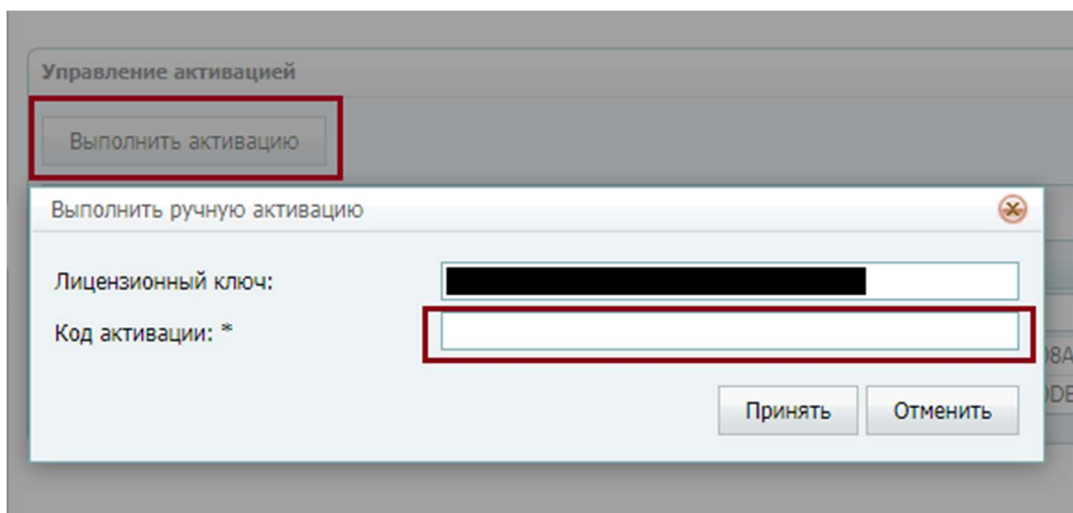 Управление активацией
Выполнить активацию
Выполнить ручную активацию
Лицензионный ключ:
Код активации: *
Принять Отменить